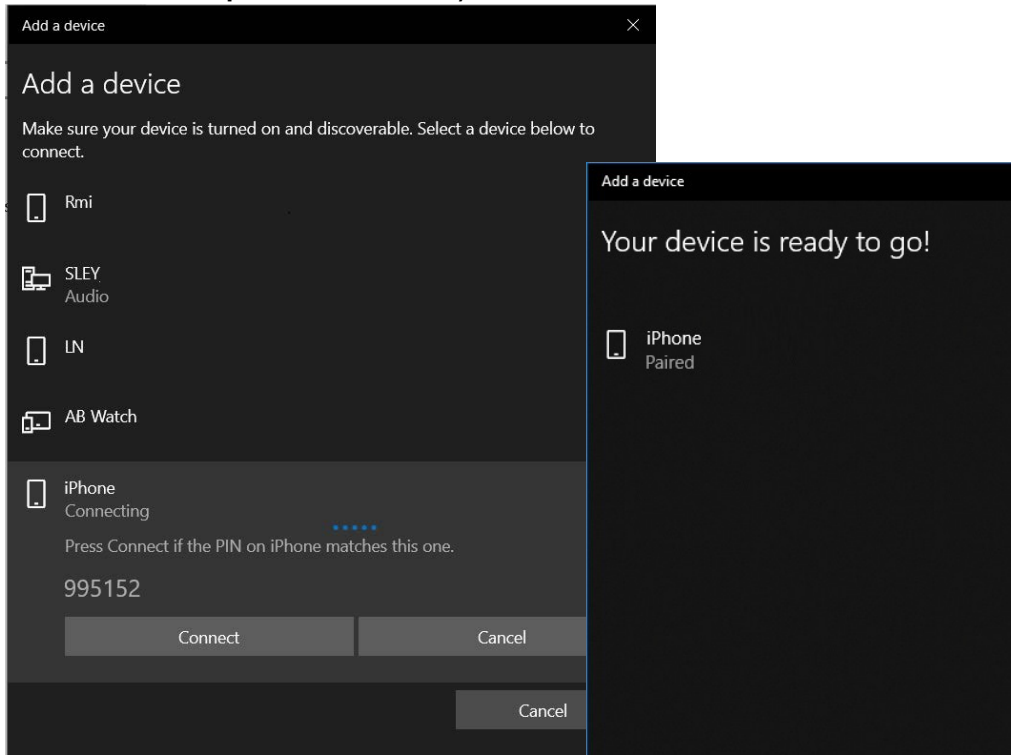 Add a device
Add a device
Make sure your device is turned on and discoverable. Select a device below to
connect.
Rmi
SLEY
Audio
LN
AB Watch
iPhone
Connecting
Press Connect if the PIN on iPhone matches this one.
995152
Connect
Cancel
Cancel
Add a device
Your device is ready to go!
iPhone
Paired